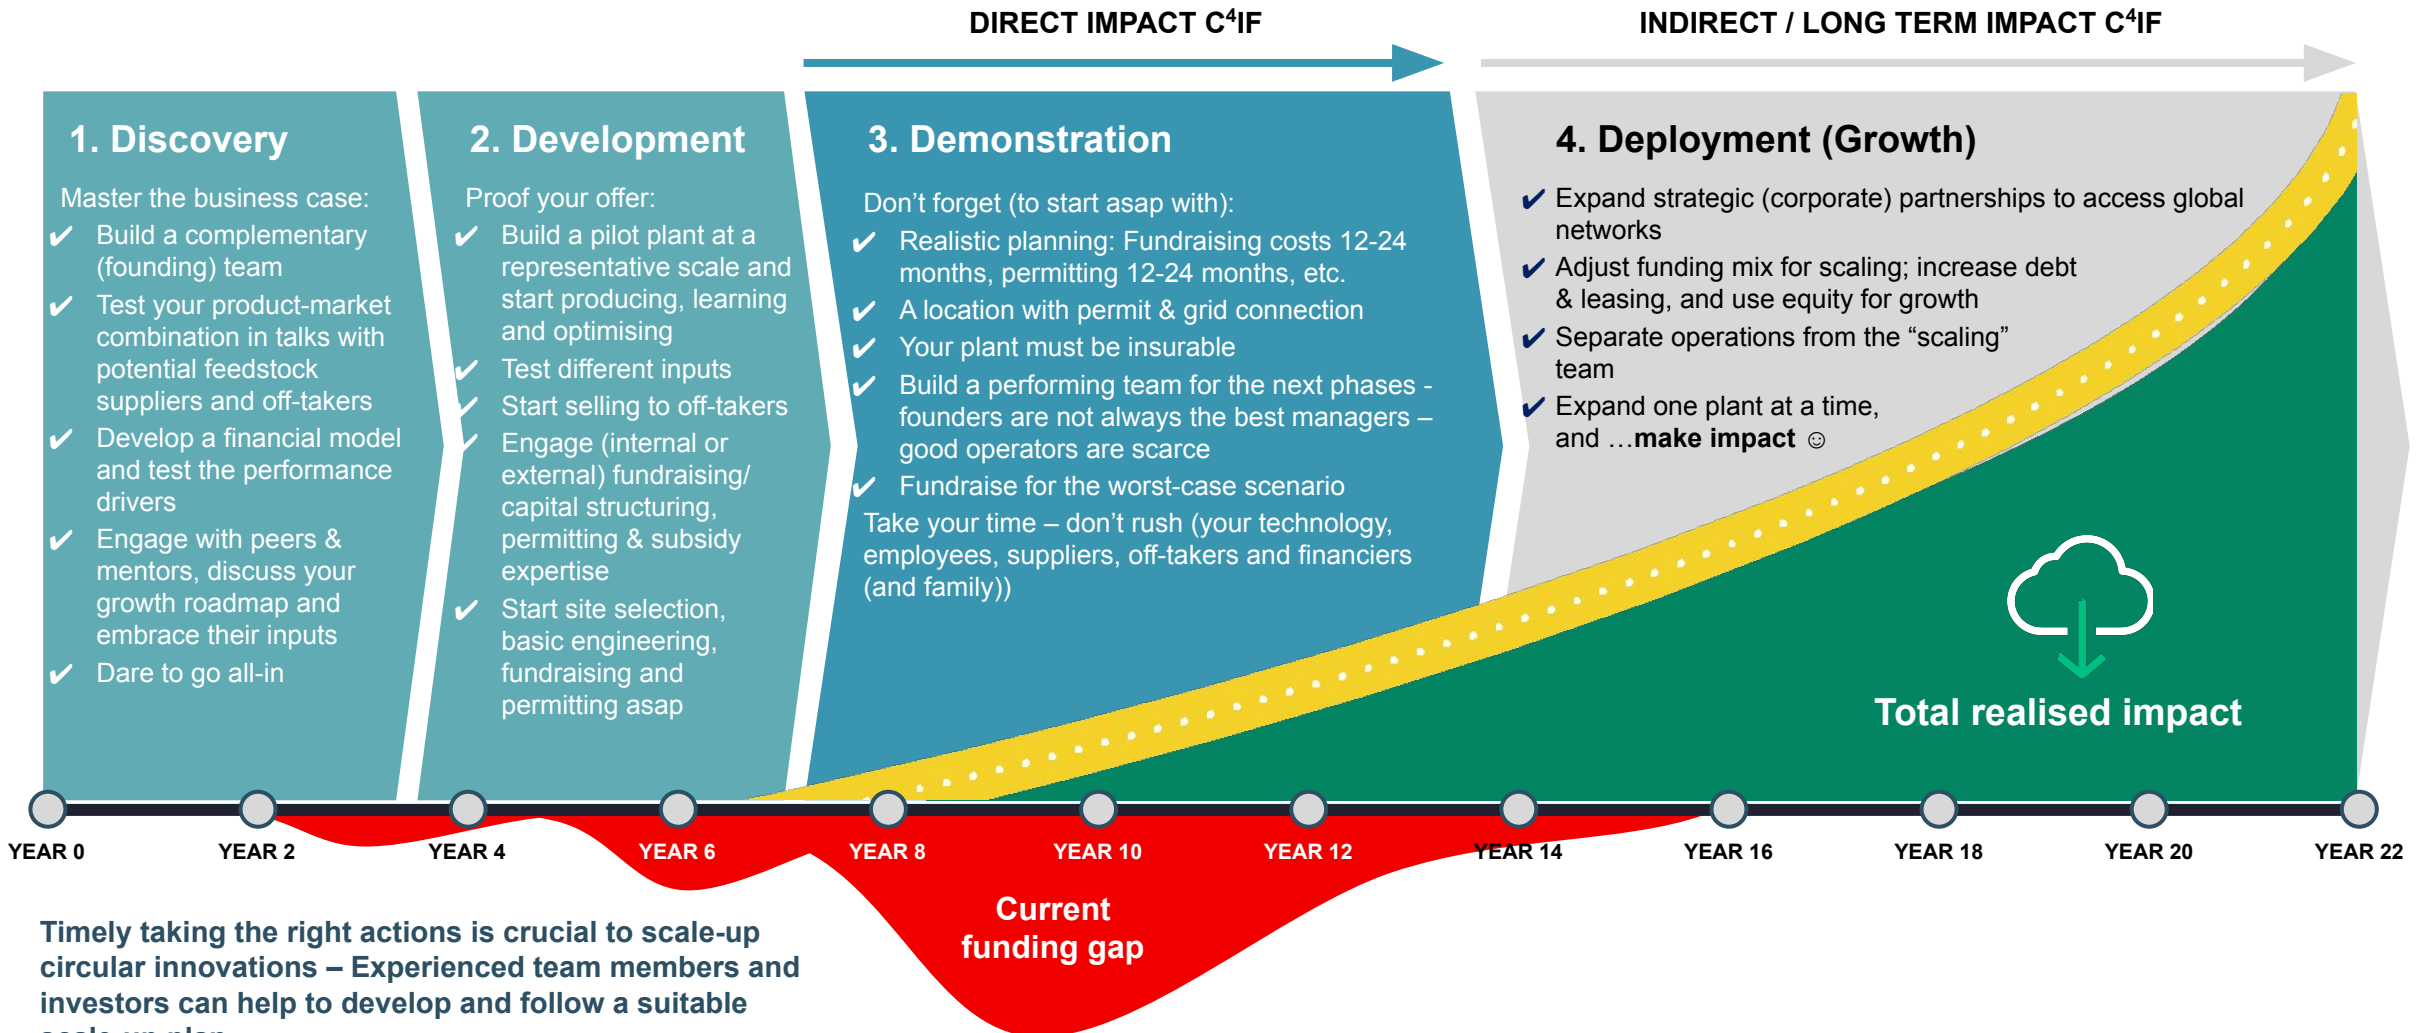 DIRECT IMPACT C⁴IF
INDIRECT / LONG TERM IMPACT C⁴IF
1. Discovery
Master the business case:
✔ Build a complementary
(founding) team
✔ Test your product-market
combination in talks with
potential feedstock
suppliers and off-takers
✔ Develop a financial model
and test the performance
drivers
✔ Engage with peers &
mentors, discuss your
growth roadmap and
embrace their inputs
✔ Dare to go all-in
2. Development
Proof your offer:
✔ Build a pilot plant at a
representative scale and
start producing, learning
and optimising
✔ Test different inputs
✔ Start selling to off-takers
✔ Engage (internal or
external) fundraising/
capital structuring,
permitting & subsidy
expertise
✔ Start site selection,
basic engineering,
fundraising and
permitting asap
3. Demonstration
Don’t forget (to start asap with):
✔ Realistic planning: Fundraising costs 12-24
months, permitting 12-24 months, etc.
✔ A location with permit & grid connection
✔ Your plant must be insurable
✔ Build a performing team for the next phases -
founders are not always the best managers –
good operators are scarce
✔ Fundraise for the worst-case scenario
Take your time – don’t rush (your technology,
employees, suppliers, off-takers and financiers
(and family))
4. Deployment (Growth)
✔ Expand strategic (corporate) partnerships to access global
networks
✔ Adjust funding mix for scaling; increase debt
& leasing, and use equity for growth
✔ Separate operations from the “scaling”
team
✔ Expand one plant at a time,
and …make impact ☺
Total realised impact
YEAR 0
YEAR 2
YEAR 4
YEAR 6
YEAR 8
YEAR 10
YEAR 12
YEAR 14
YEAR 16
YEAR 18
YEAR 20
YEAR 22
Current
funding gap
Timely taking the right actions is crucial to scale-up
circular innovations – Experienced team members and
investors can help to develop and follow a suitable